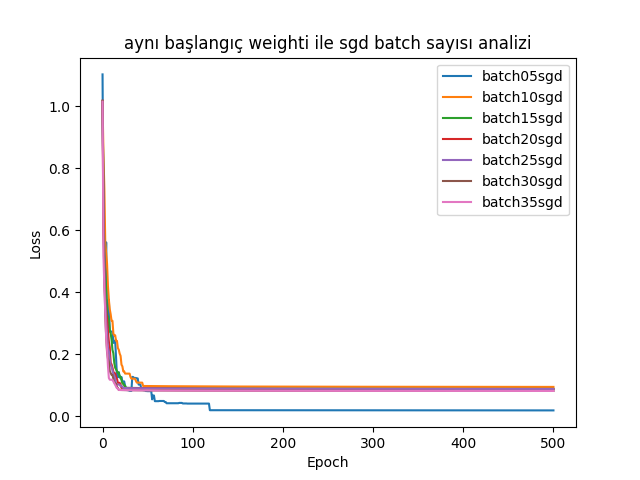 aynı başlangıç weighti ile sgd batch sayısı analizi
batch05sgd
batch10sgd
batch15sgd
batch20sgd
batch25sgd
batch30sgd
batch35sgd
1.0
0.8
0.6
0.4
0.2
0.0
Loss
0 100 200 300 400 500
Epoch